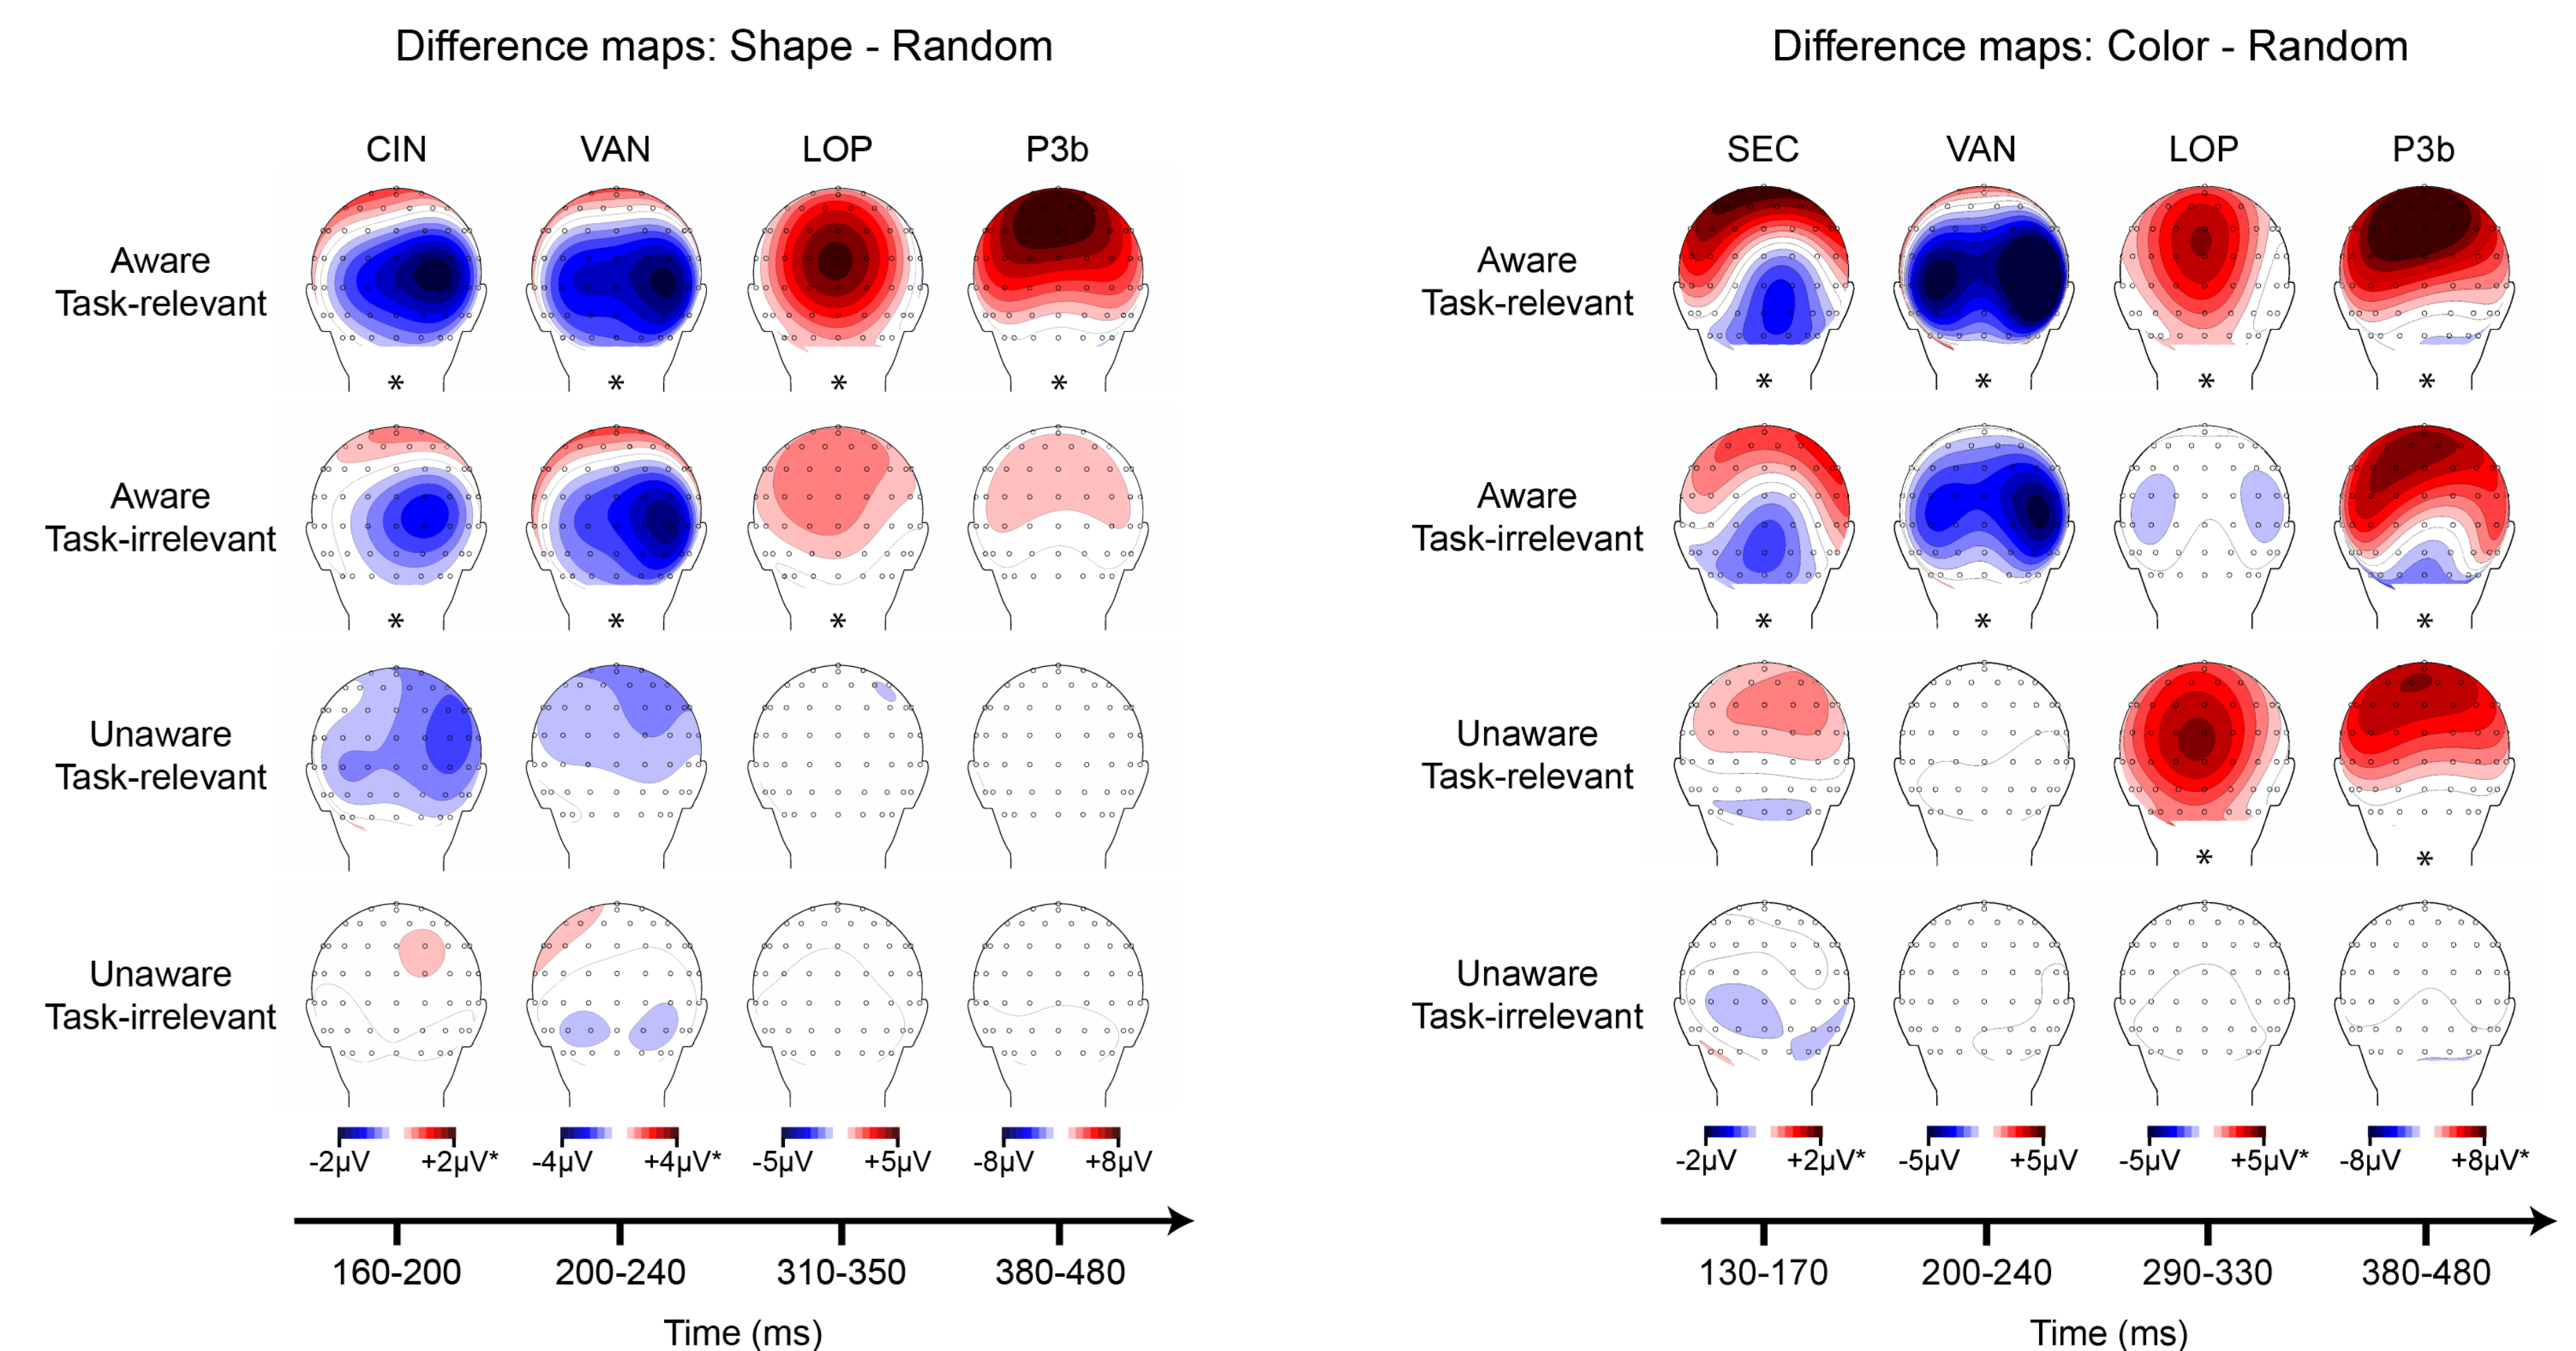 Difference maps: Shape - Random
CIN VAN LOP P3b
Aware
Task-relevant
* * * *
Aware
Task-irrelevant
* * *
Unaware
Task-relevant
Unaware
Task-irrelevant
-2µV +2µV* -4µV +4µV* -5µV +5µV -8µV +8µV
160-200 200-240 310-350 380-480
Time (ms)
Difference maps: Color - Random
SEC VAN LOP P3b
Aware
Task-relevant
* * * *
Aware
Task-irrelevant
* * *
Unaware
Task-relevant
* *
Unaware
Task-irrelevant
-2µV +2µV* -5µV +5µV -5µV +5µV* -8µV +8µV*
130-170 200-240 290-330 380-480
Time (ms)